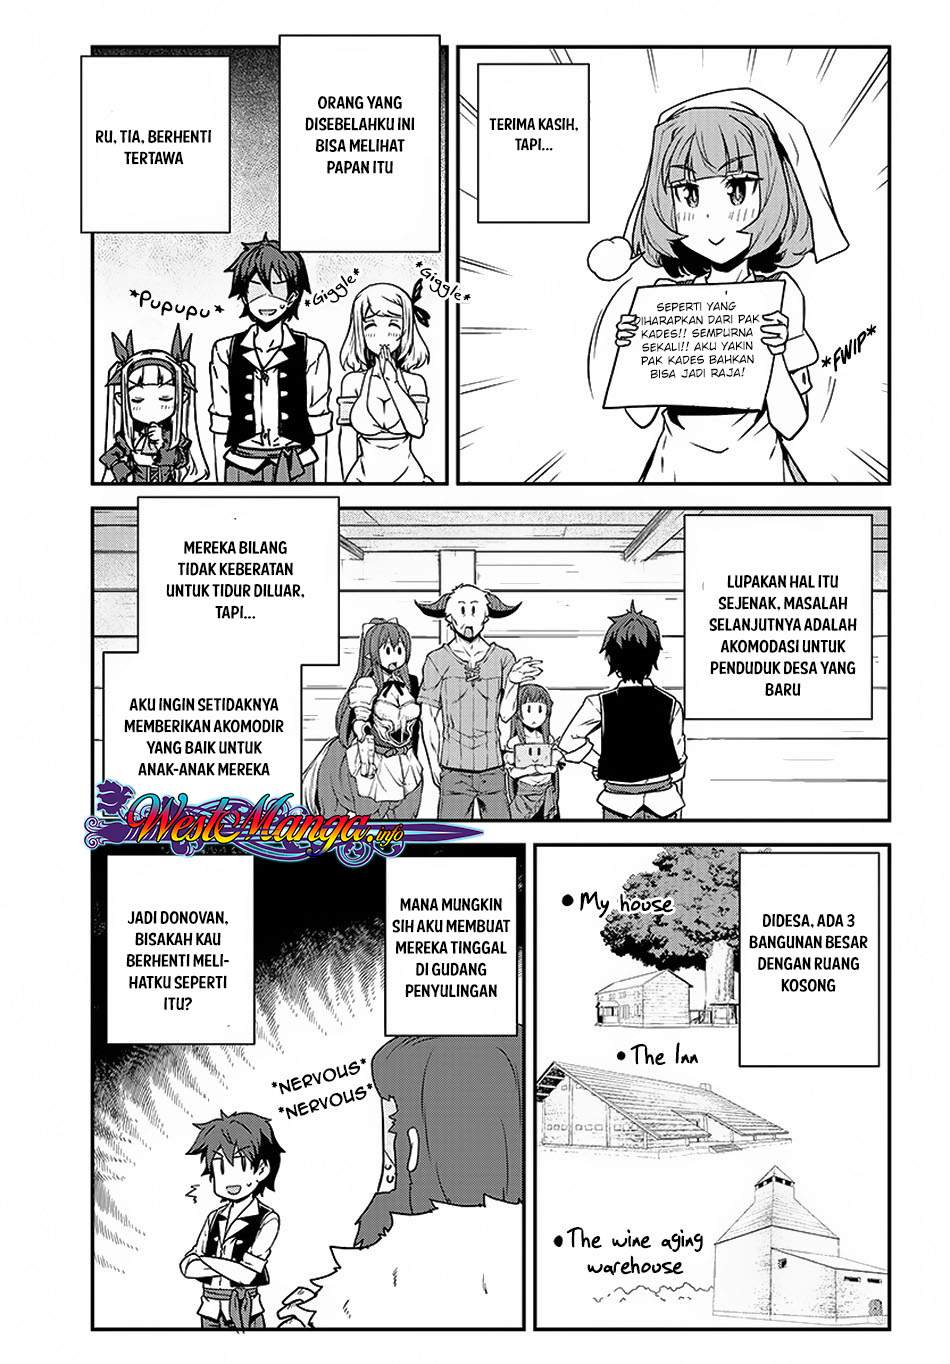 TERIMA KASIH,
TAPI...
SEPERTI YANG
DIHARAPKAN DARI PAK
KADES!! SEMPURNA
SEKALI!! AKU YAKIN
PAK KADES BAHKAN
BISA JADI RAJA!
*FWIP*
ORANG YANG
DISEBELAHKU INI
BISA MELIHAT
PAPAN ITU
RU, TIA, BERHENTI
TERTAWA
*Giggle*
*Giggle*
*Pupupu*
LUPAKAN HAL ITU
SEJENAK, MASALAH
SELANJUTNYA ADALAH
AKOMODASI UNTUK
PENDUDUK DESA YANG
BARU
MEREKA BILANG
TIDAK KEBERATAN
UNTUK TIDUR DILUAR,
TAPI...
AKU INGIN SETIDAKNYA
MEMBERIKAN AKOMODIR
YANG BAIK UNTUK
ANAK-ANAK MEREKA
WestManga.info
DIDESA, ADA 3
BANGUNAN BESAR
DENGAN RUANG
KOSONG
• My house
• The Inn
• The wine aging
warehouse
MANA MUNGKIN
SIH AKU MEMBUAT
MEREKA TINGGAL
DI GUDANG
PENYULINGAN
*NERVOUS*
*NERVOUS*
JADI DONOVAN,
BISAKAH KAU
BERHENTI MELI-
HATKU SEPERTI
ITU?